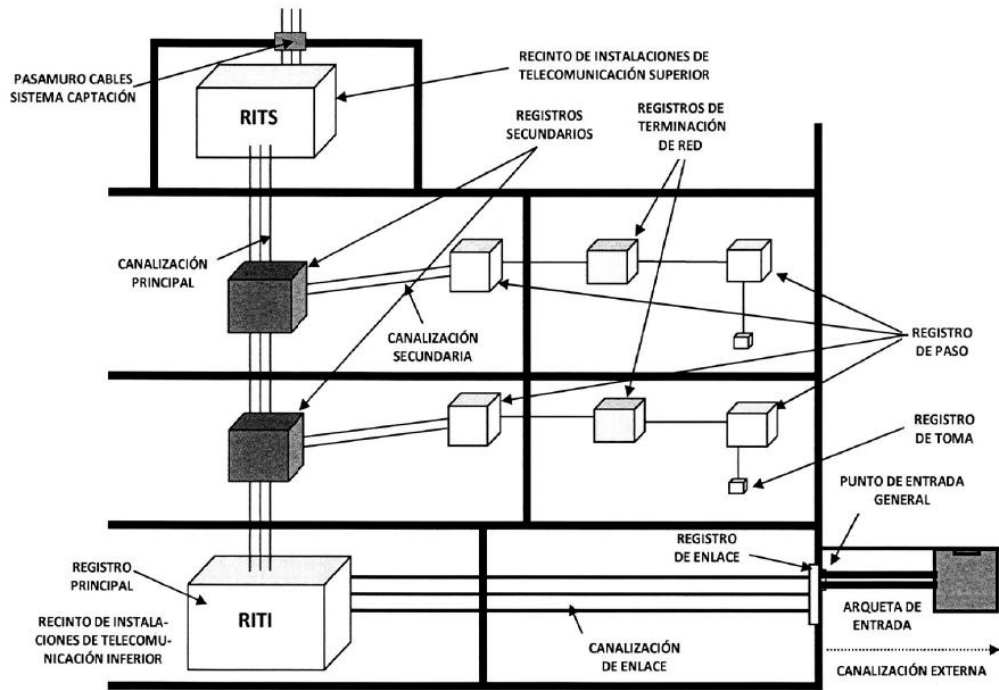 PASAMURO CABLES
SISTEMA CAPTACIÓN
RITS
RECINTO DE INSTALACIONES DE
TELECOMUNICACIÓN SUPERIOR
REGISTROS
SECUNDARIOS
REGISTROS DE
TERMINACIÓN
DE RED
CANALIZACIÓN
PRINCIPAL
CANALIZACIÓN
SECUNDARIA
REGISTRO
DE PASO
REGISTRO
DE TOMA
PUNTO DE ENTRADA
GENERAL
REGISTRO
DE ENLACE
REGISTRO
PRINCIPAL
RITI
RECINTO DE INSTALA-
CIONES DE TELECOMU-
NICACIÓN INFERIOR
CANALIZACIÓN
DE ENLACE
ARQUETA DE
ENTRADA
CANALIZACIÓN EXTERNA